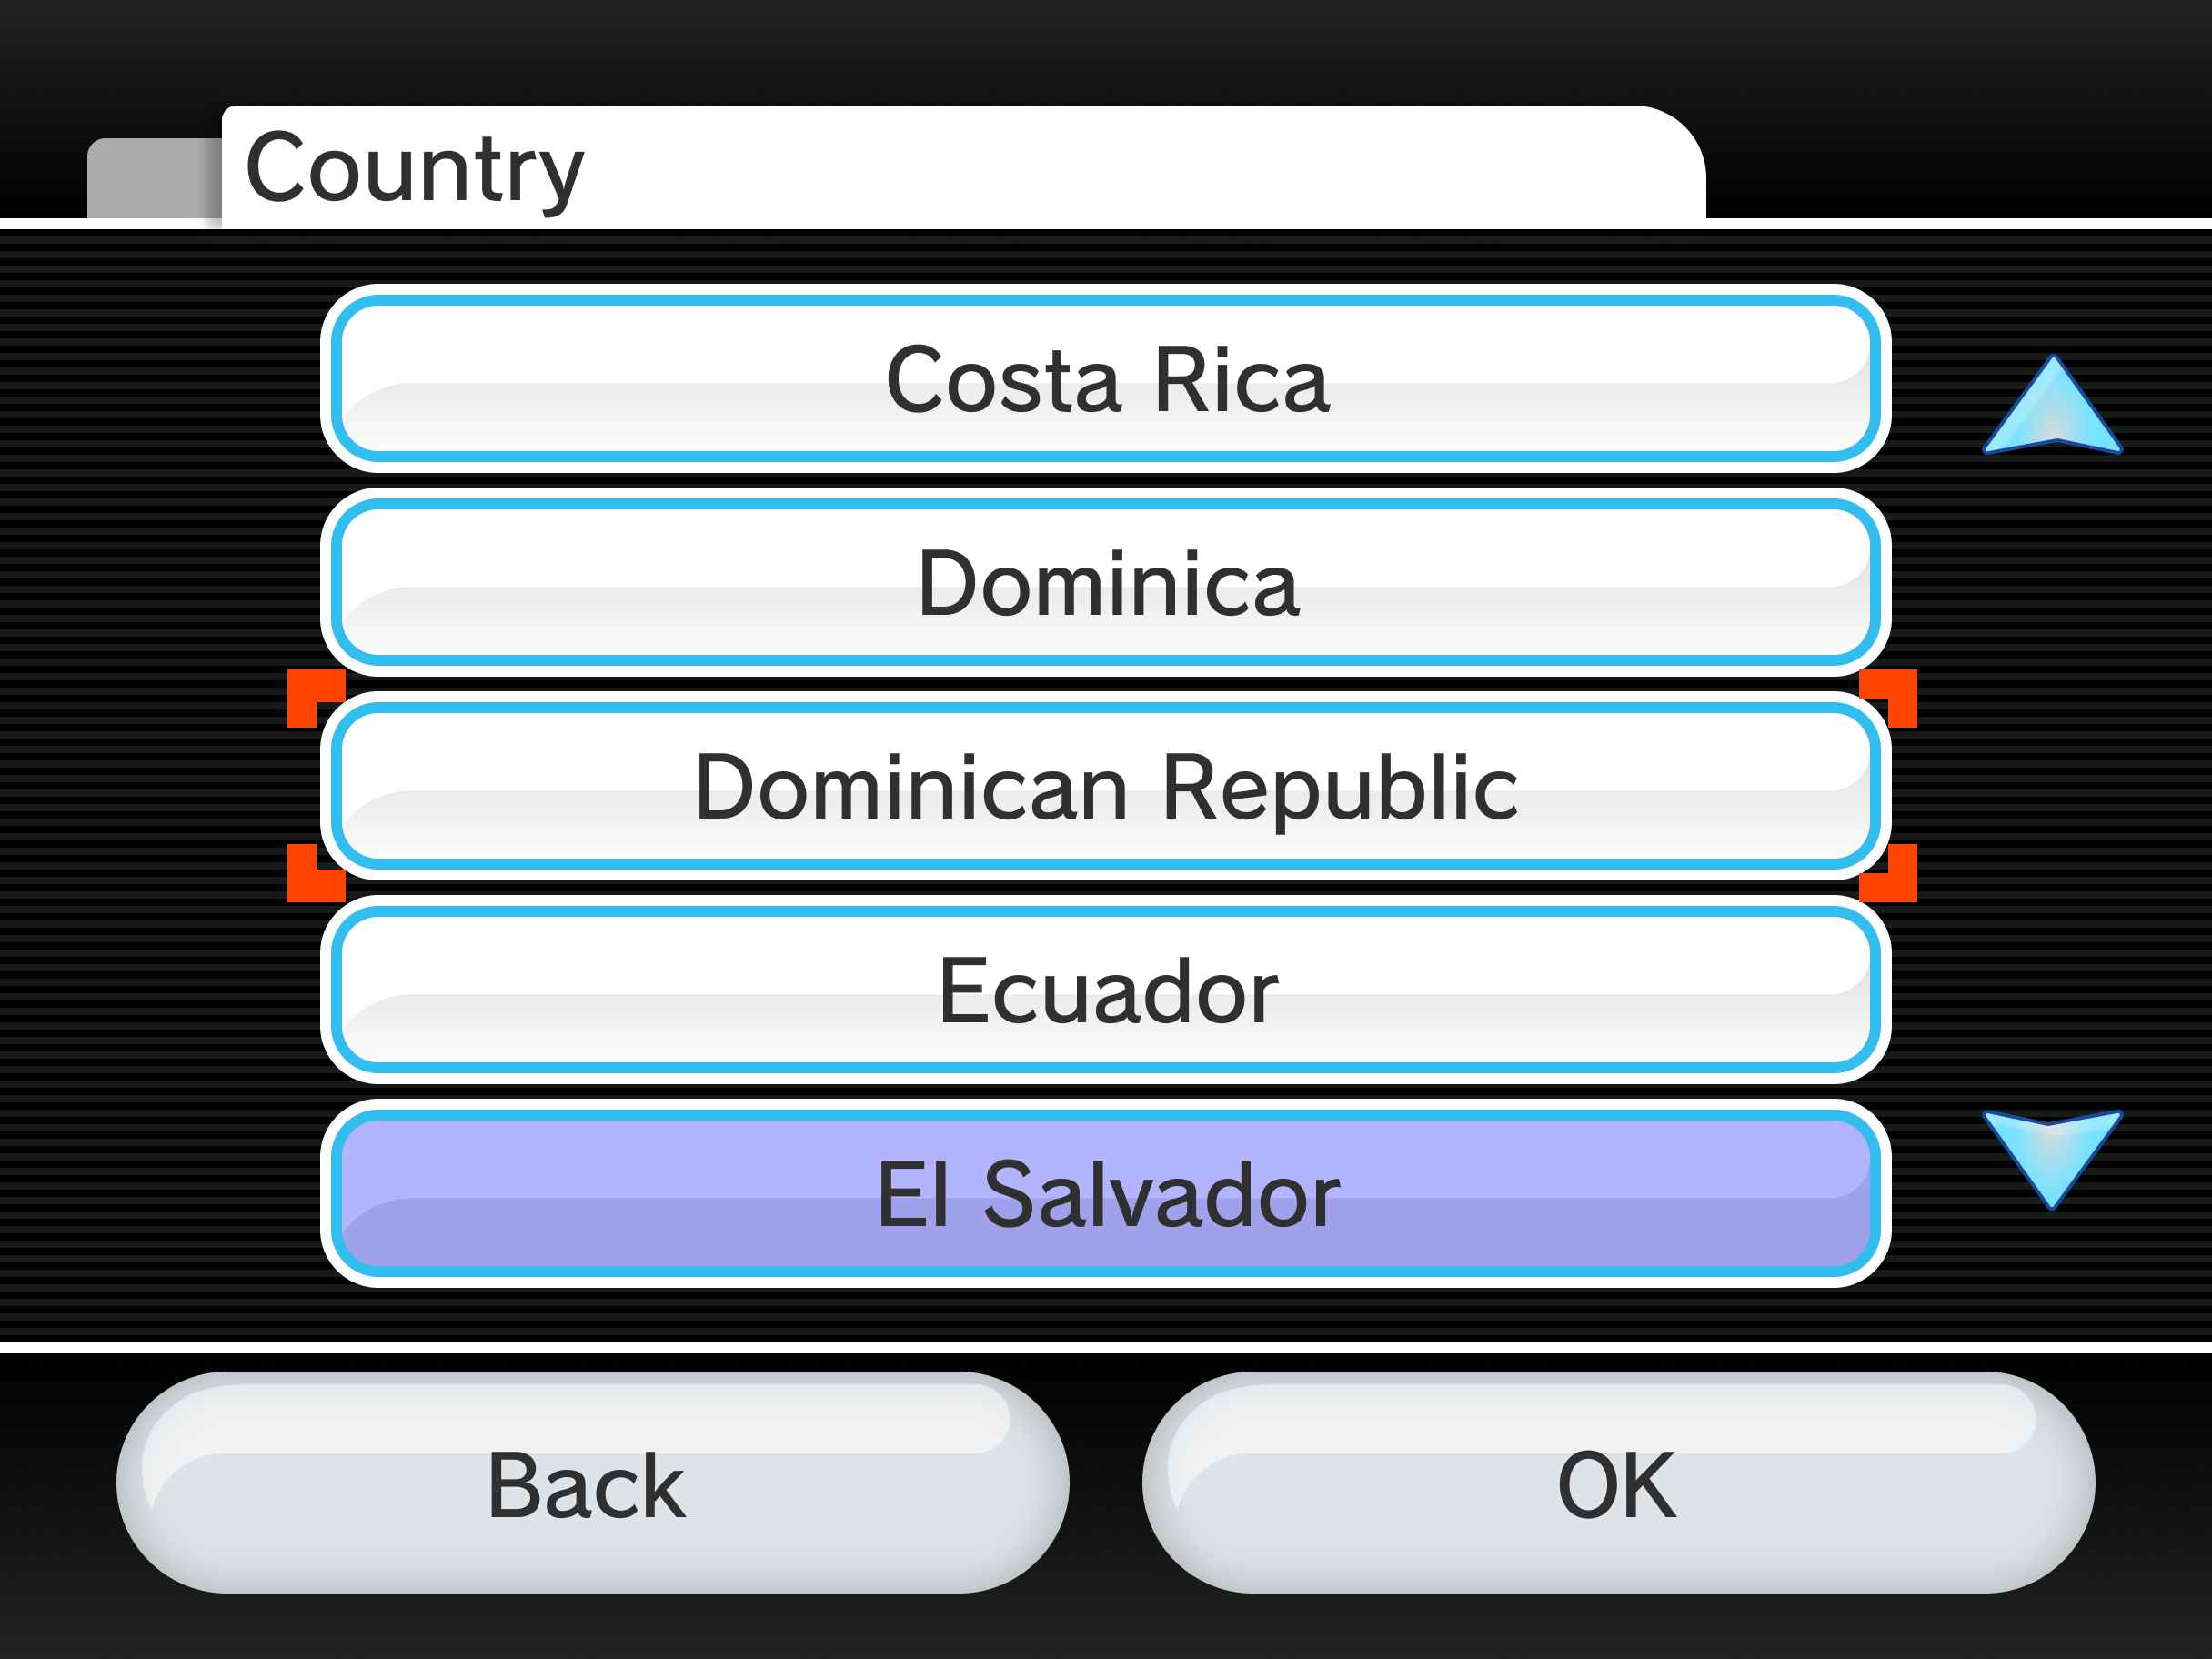 Country
Costa Rica
Dominica
Dominican Republic
Ecuador
El Salvador
Back
OK